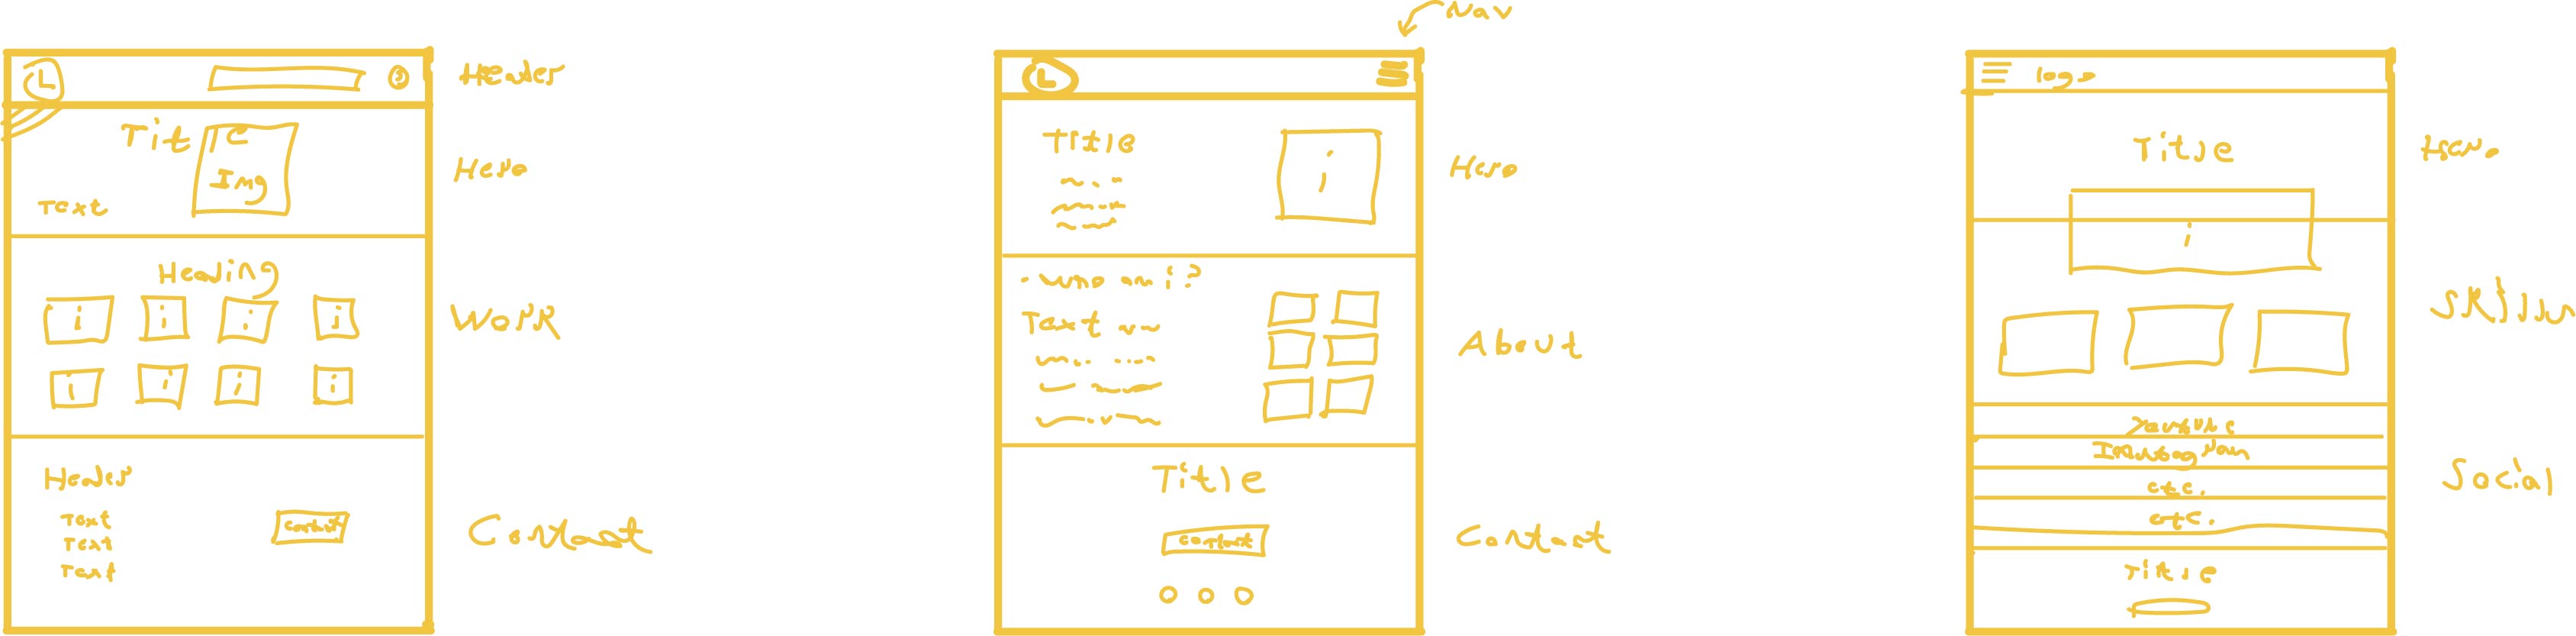 L
Header
Title
Img
Text
Hero
Heading
i i i i
i i i i
Work
Header
Text
Text
Text
contact
Contact
Nav
L
Title
i
Hero
Who am i?
Text
About
Title
contact
Contact
logo
Title
i
Hero
Skills
Instagram
etc.
etc.
Social
Title